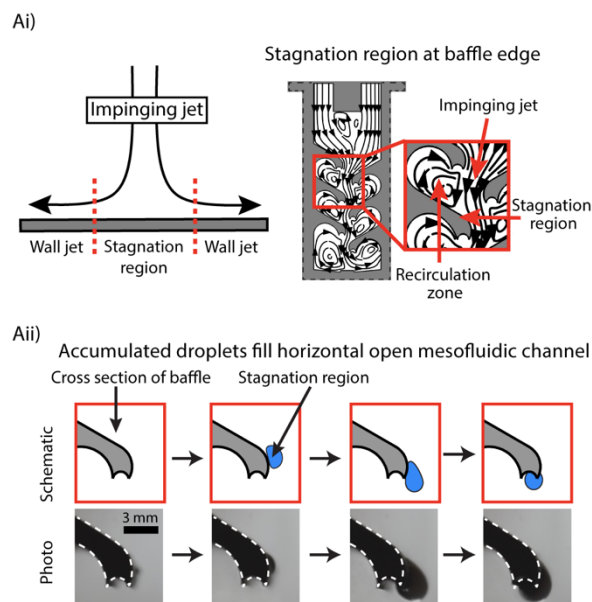 Ai)
Stagnation region at baffle edge
Impinging jet
Impinging jet
Stagnation
region
Wall jet
Stagnation
region
Wall jet
Recirculation
zone
Aii)
Accumulated droplets fill horizontal open mesofluidic channel
Cross section of baffle
Stagnation region
Schematic
3 mm
Photo